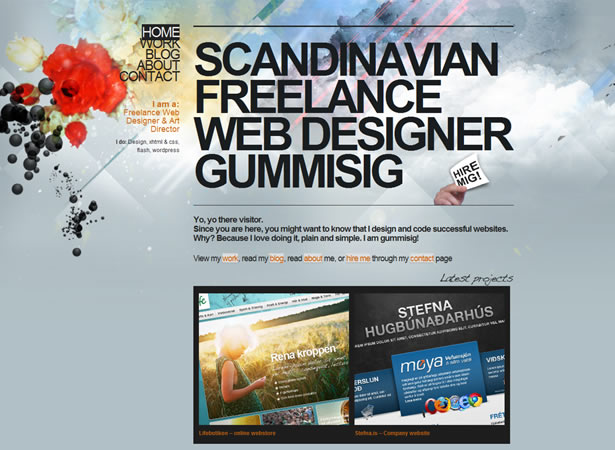 HOME
WORK
BLOG
ABOUT
CONTACT
I am a:
Freelance Web
Designer & Art
Director
I do: Design, xhtml & css,
flash, wordpress
SCANDINAVIAN
FREELANCE
WEB DESIGNER
GUMMISIG
HIRE
MIG!
Yo, yo there visitor.
Since you are here, you might want to know that I design and code successful websites.
Why? Because I love doing it, plain and simple. I am gummisig!
View my work, read my blog, read about me, or hire me through my contact page
Latest projects
Rena kroppen
STEFNA
HUGBÚNAÐARHÚS
moya
Vefumsjón
VIDSK
ERSLUN
Lifebotiken – online webstore
Stefna.is – Company website